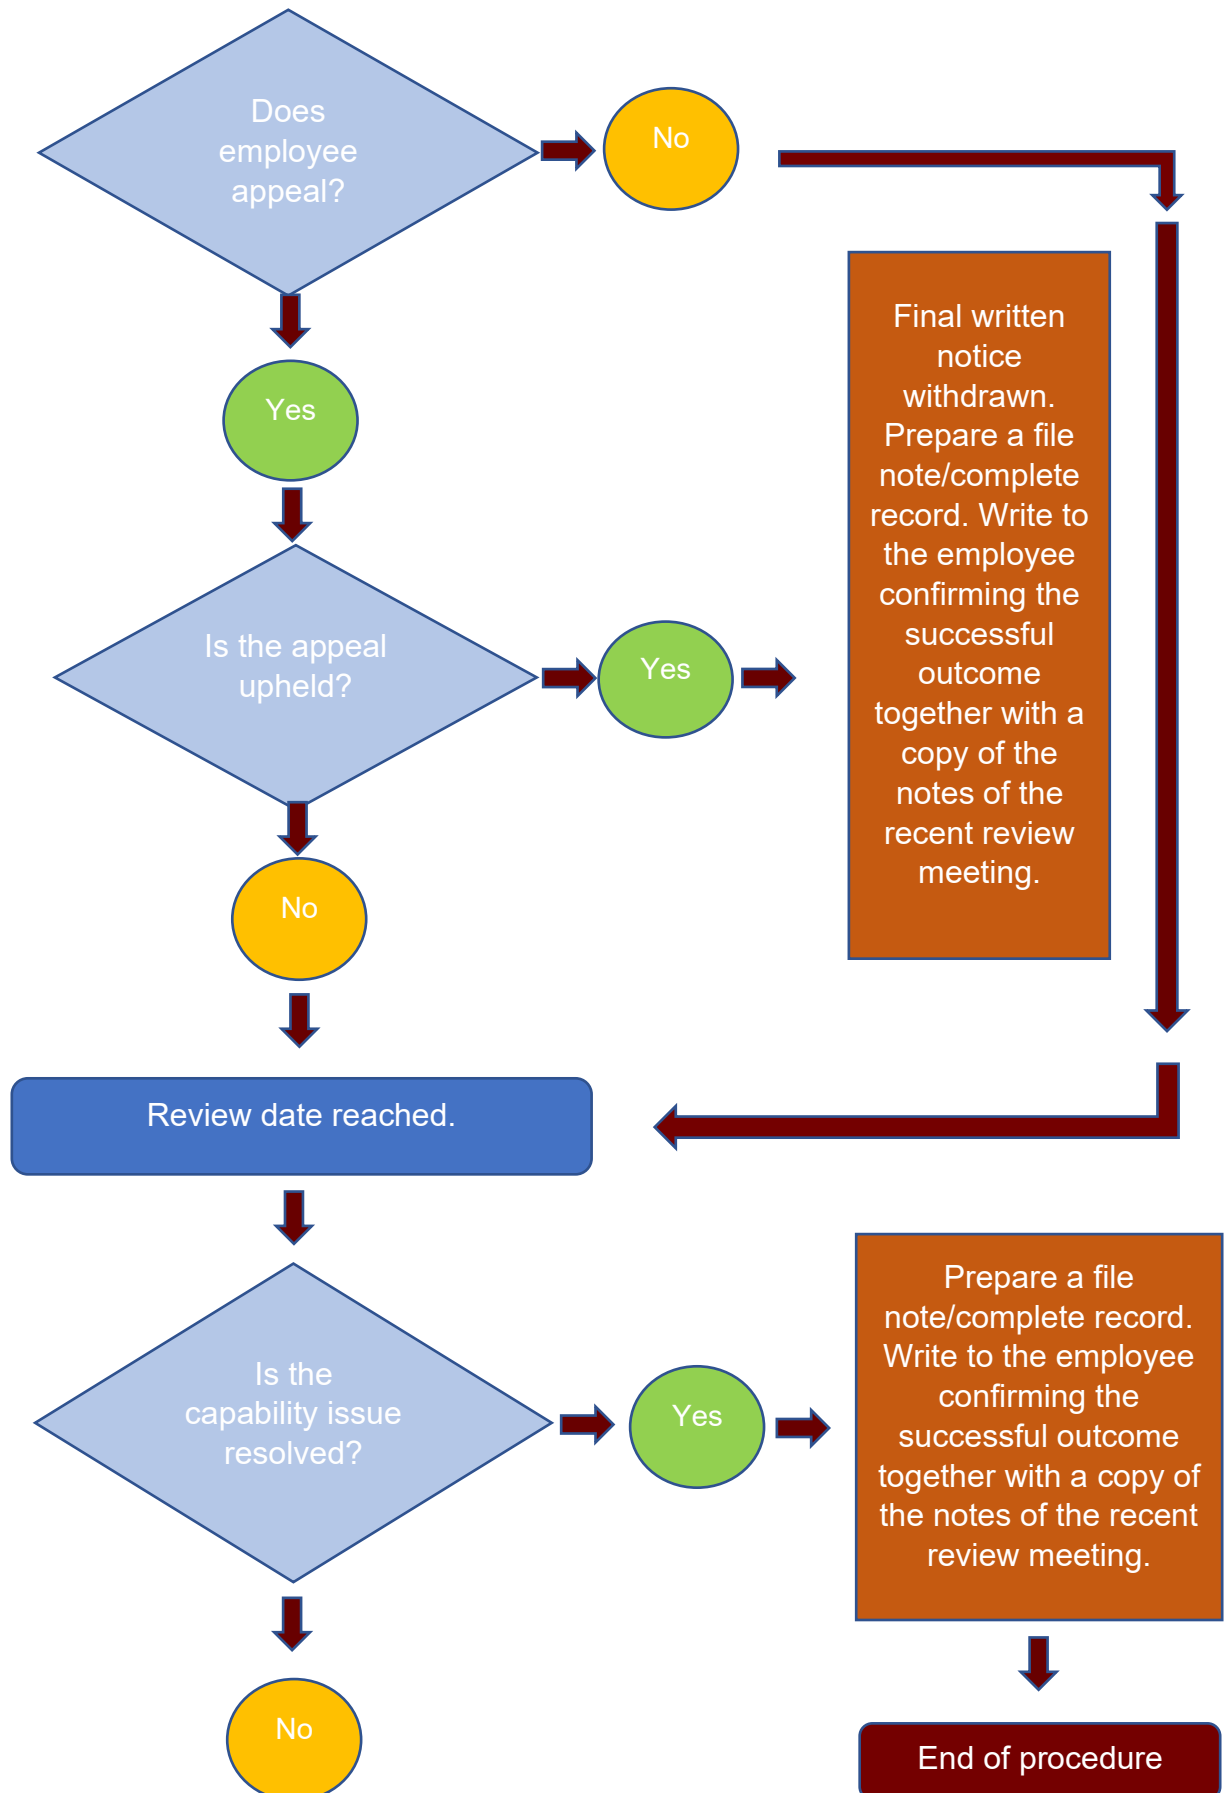 Does
employee
appeal?
No
Yes
Final written
notice
withdrawn.
Prepare a file
note/complete
record. Write to
the employee
confirming the
successful
outcome
together with a
copy of the
notes of the
recent review
meeting.
Is the appeal
upheld?
Yes
No
Review date reached.
Is the
capability issue
resolved?
Yes
Prepare a file
note/complete record.
Write to the employee
confirming the
successful outcome
together with a copy of
the notes of the recent
review meeting.
No
End of procedure